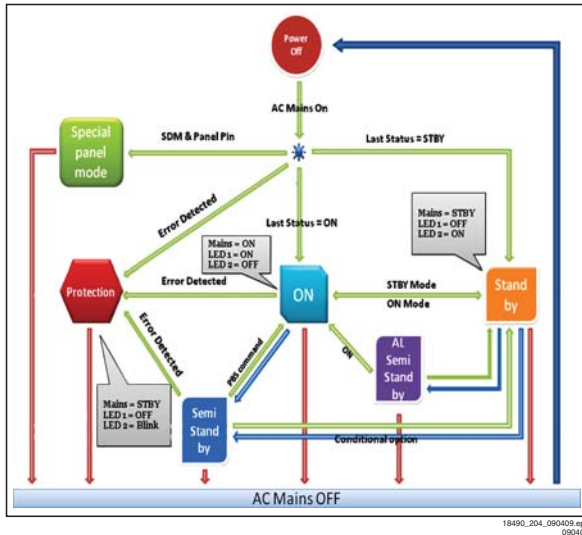 Power
Off
AC Mains On
Special
panel
mode
SDM & Panel Pin
Last Status = STBY
Error Detected
Last Status = ON
Mains = ON
LED 1 = ON
LED 2 = OFF
Mains = STBY
LED 1 = OFF
LED 2 = ON
Protection
Error Detected
ON
STBY Mode
ON Mode
Stand
by
Error Detected
PBS command
ON
AL
Semi
Stand
by
Mains = STBY
LED 1 = OFF
LED 2 = Blink
Semi
Stand
by
Conditional option
AC Mains OFF
18490_204_090409.ep
09040